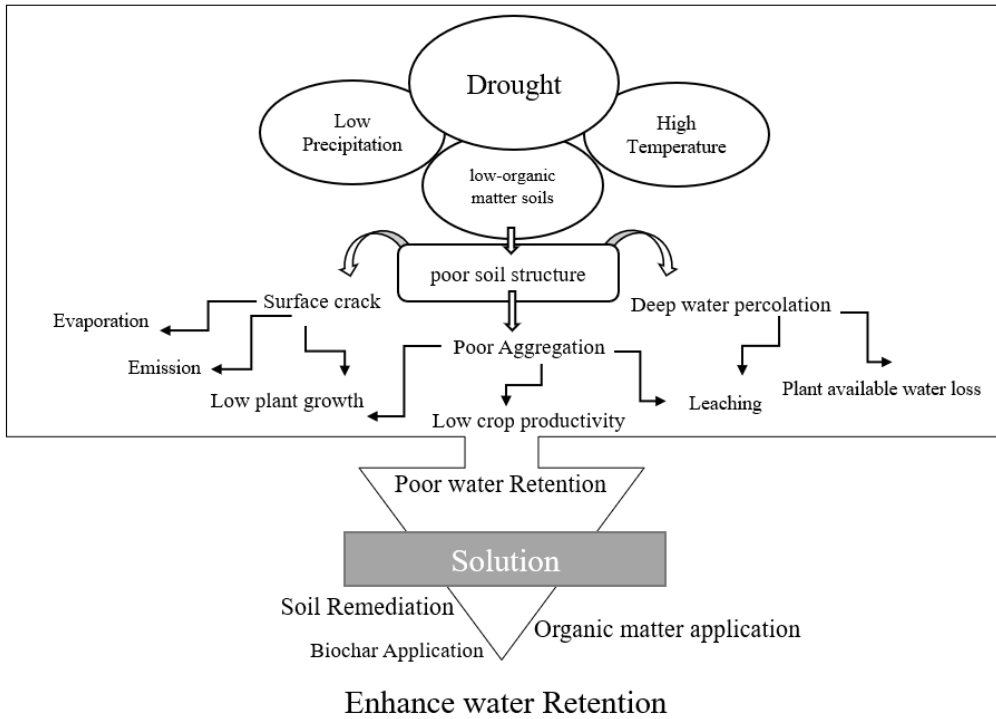 Drought
Low
Precipitation
High
Temperature
low-organic
matter soils
poor soil structure
Surface crack
Deep water percolation
Evaporation
Poor Aggregation
Emission
Plant available water loss
Low plant growth
Leaching
Low crop productivity
Poor water Retention
Solution
Soil Remediation
Organic matter application
Biochar Application
Enhance water Retention